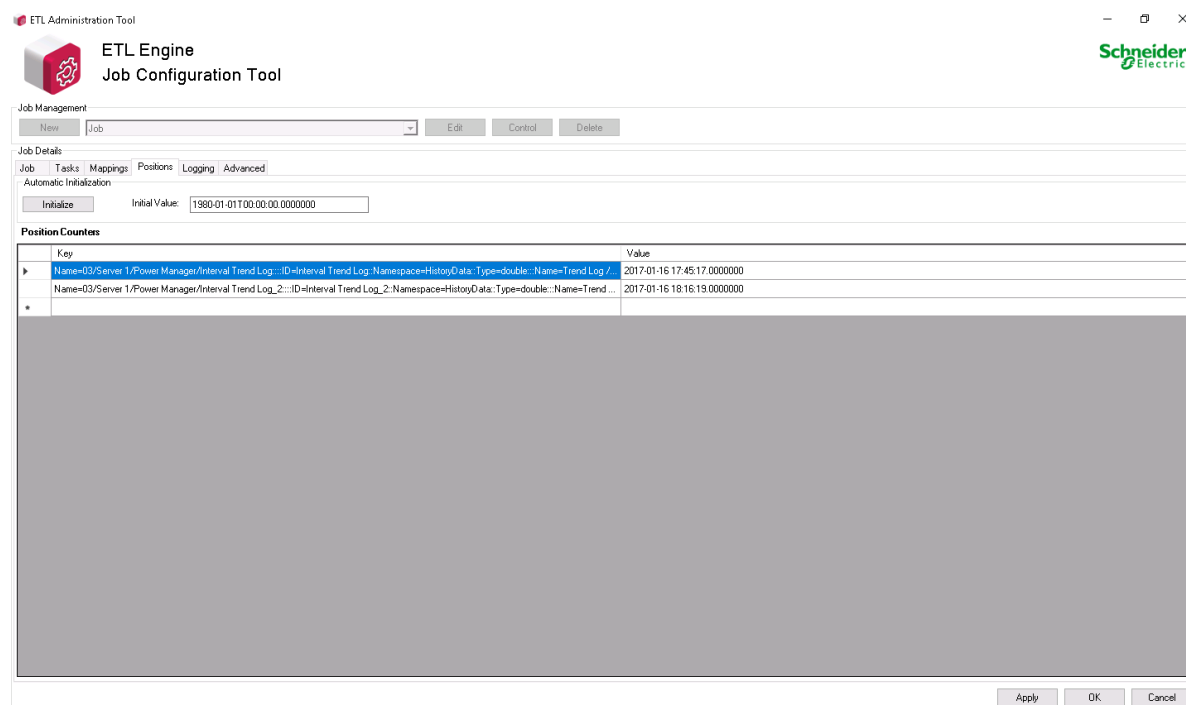 ETL Administration Tool
ETL Engine
Job Configuration Tool
Schneider
Electric
Job Management
New
Job
Edit
Control
Delete
Job Details
Job
Tasks
Mappings
Positions
Logging
Advanced
Automatic Initialization
Initialize
Initial Value:
1980-01-01T00:00:00.0000000
Position Counters
Key
Value
Name=03/Server 1/Power Manager/Interval Trend Log::::ID=Interval Trend Log::Namespace=HistoryData::Type=double:::Name=Trend Log /...
2017-01-16 17:45:17.0000000
Name=03/Server 1/Power Manager/Interval Trend Log_2::::ID=Interval Trend Log_2::Namespace=HistoryData::Type=double:::Name=Trend ...
2017-01-16 18:16:19.0000000
Apply
OK
Cancel